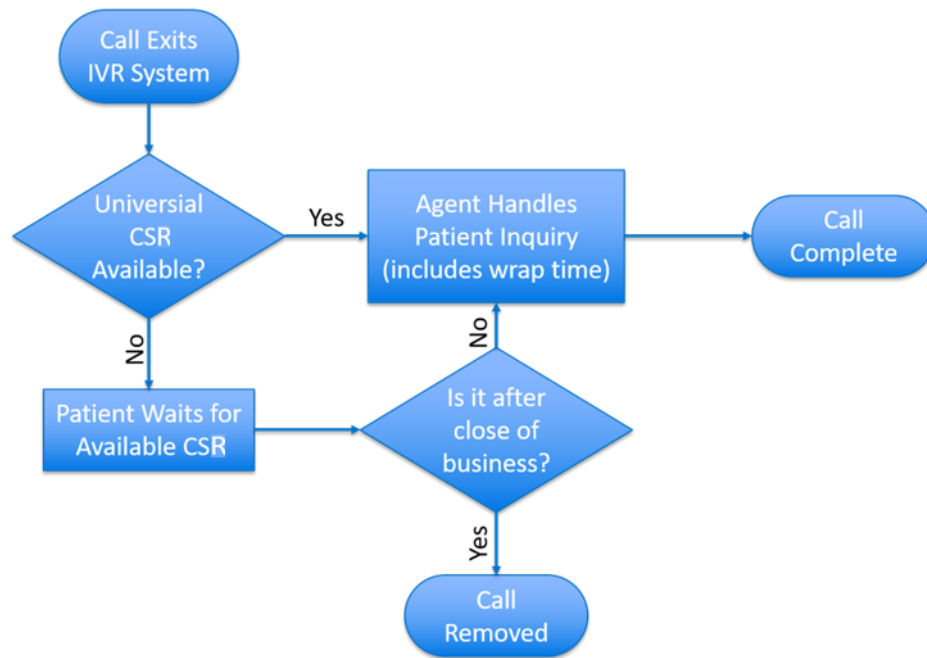 Call Exits
IVR System
Universial
CSR
Available?
Yes
Agent Handles
Patient Inquiry
(includes wrap time)
Call
Complete
No
Patient Waits for
Available CSR
No
Is it after
close of
business?
Yes
Call
Removed